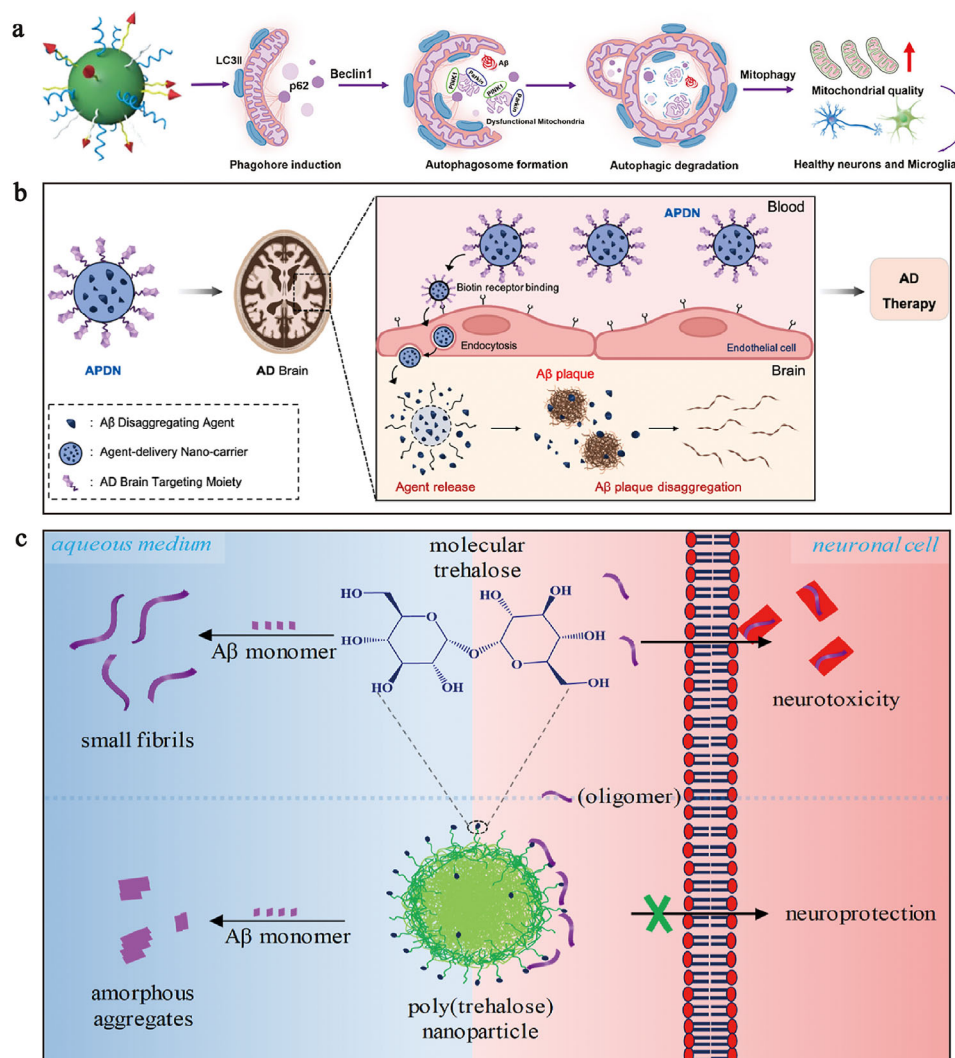 a
LC3II
p62
Beclin1
Phagohore induction
Aβ
PINK1
Parkin
PINK1
Parkin
Dysfunctional Mitochondria
Autophagosome formation
Autophagic degradation
Mitophagy
Mitochondrial quality
Healthy neurons and Microglia
b
APDN
AD Brain
: Aβ Disaggregating Agent
: Agent-delivery Nano-carrier
: AD Brain Targeting Moiety
Blood
APDN
Biotin receptor binding
Endocytosis
Endothelial cell
Brain
Aβ plaque
Agent release
Aβ plaque disaggregation
AD
Therapy
c
aqueous medium
molecular
trehalose
neuronal cell
HO
OH
HO
O
O
HO
OH
HO
OH
O
O
OH
OH
Aβ monomer
small fibrils
neurotoxicity
(oligomer)
Aβ monomer
neuroprotection
amorphous
aggregates
poly(trehalose)
nanoparticle